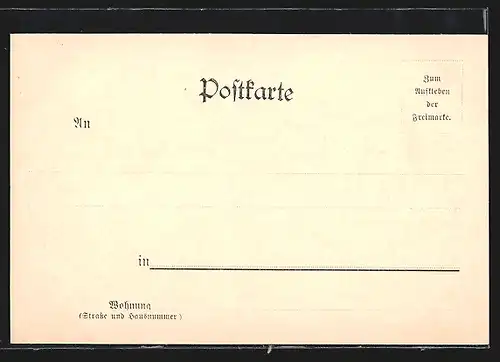 Poſtkarte
Zum
Aufkleben
der
Freimarke.
An
in
Wohnung
(Straße und Hausnummer)